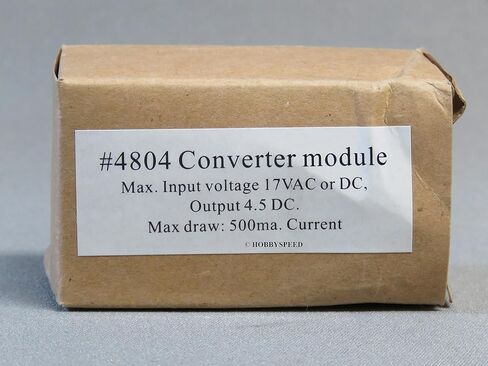 #4804 Converter module
Max. Input voltage 17VAC or DC,
Output 4.5 DC.
Max draw: 500ma. Current
© HOBBYSPEED